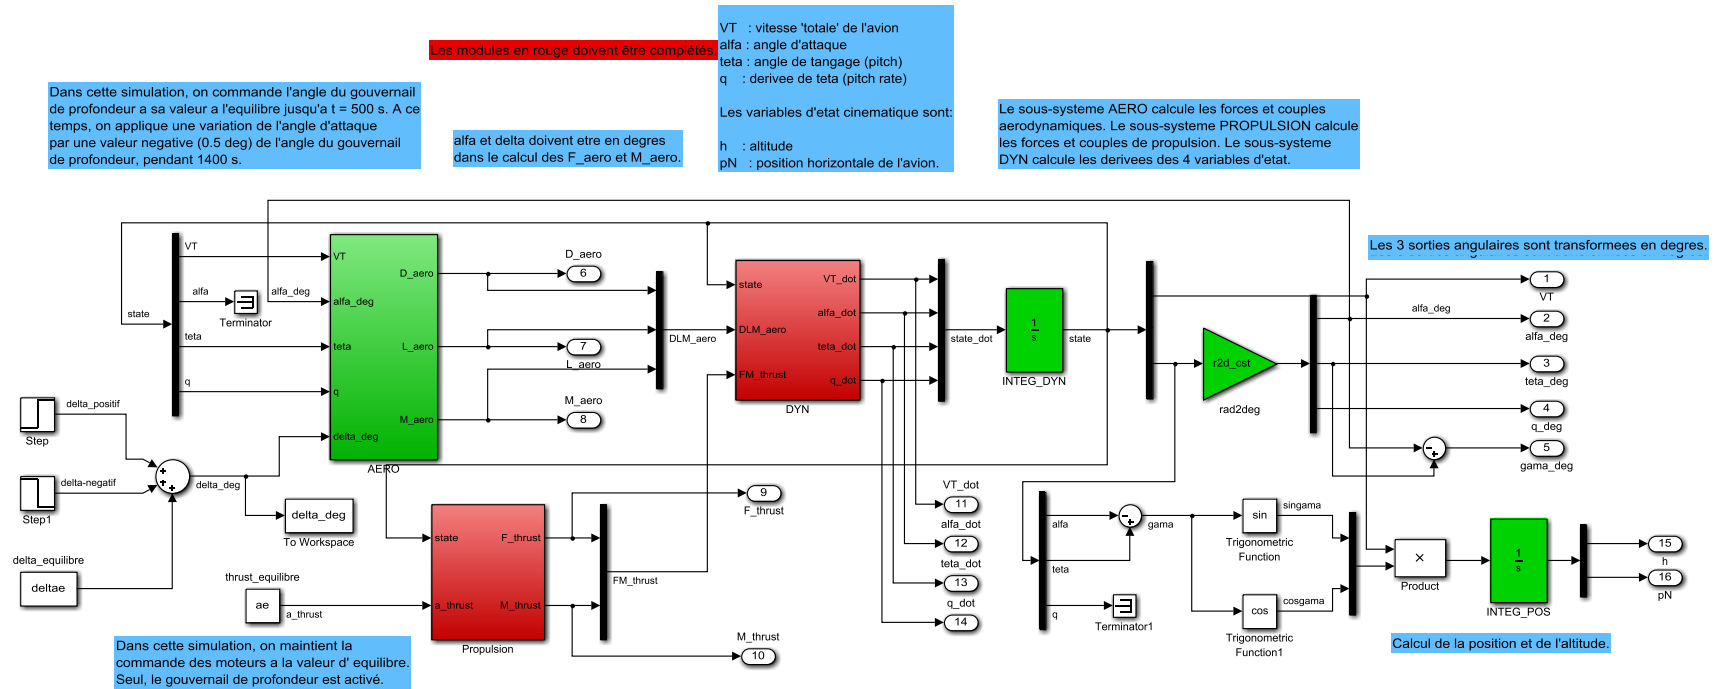 Les modules en rouge doivent être complétés.
VT : vitesse 'totale' de l'avion
alfa : angle d'attaque
teta : angle de tangage (pitch)
q : derivee de teta (pitch rate)
Les variables d'etat cinematique sont:
h : altitude
pN : position horizontale de l'avion.
Dans cette simulation, on commande l'angle du gouvernail
de profondeur a sa valeur a l'equilibre jusqu'a t = 500 s. A ce
temps, on applique une variation de l'angle d'attaque
par une valeur negative (0.5 deg) de l'angle du gouvernail
de profondeur, pendant 1400 s.
alfa et delta doivent etre en degres
dans le calcul des F_aero et M_aero.
Le sous-systeme AERO calcule les forces et couples
aerodynamiques. Le sous-systeme PROPULSION calcule
les forces et couples de propulsion. Le sous-systeme
DYN calcule les derivees des 4 variables d'etat.
Les 3 sorties angulaires sont transformees en degres.
state
VT
alfa
teta
q
Terminator
alfa_deg
VT
alfa_deg
teta
q
delta_deg
D_aero
L_aero
M_aero
AERO
D_aero
6
7
L_aero
M_aero
8
DLM_aero
state
DLM_aero
FM_thrust
VT_dot
alfa_dot
teta_dot
q_dot
DYN
state_dot
1
s
INTEG_DYN
state
r2d_cst
rad2deg
alfa_deg
1
VT
2
alfa_deg
3
teta_deg
4
q_deg
5
gama_deg
delta_positif
Step
delta-negatif
Step1
delta_deg
delta_deg
To Workspace
delta_equilibre
deltae
thrust_equilibre
ae
a_thrust
state
a_thrust
F_thrust
M_thrust
Propulsion
FM_thrust
9
F_thrust
M_thrust
10
VT_dot
11
alfa_dot
12
teta_dot
13
q_dot
14
alfa
teta
q
Terminator1
gama
sin
Trigonometric
Function
singama
cos
Trigonometric
Function1
cosgama
×
Product
1
s
INTEG_POS
15
h
16
pN
Calcul de la position et de l'altitude.
Dans cette simulation, on maintient la
commande des moteurs a la valeur d' equilibre.
Seul, le gouvernail de profondeur est activé.